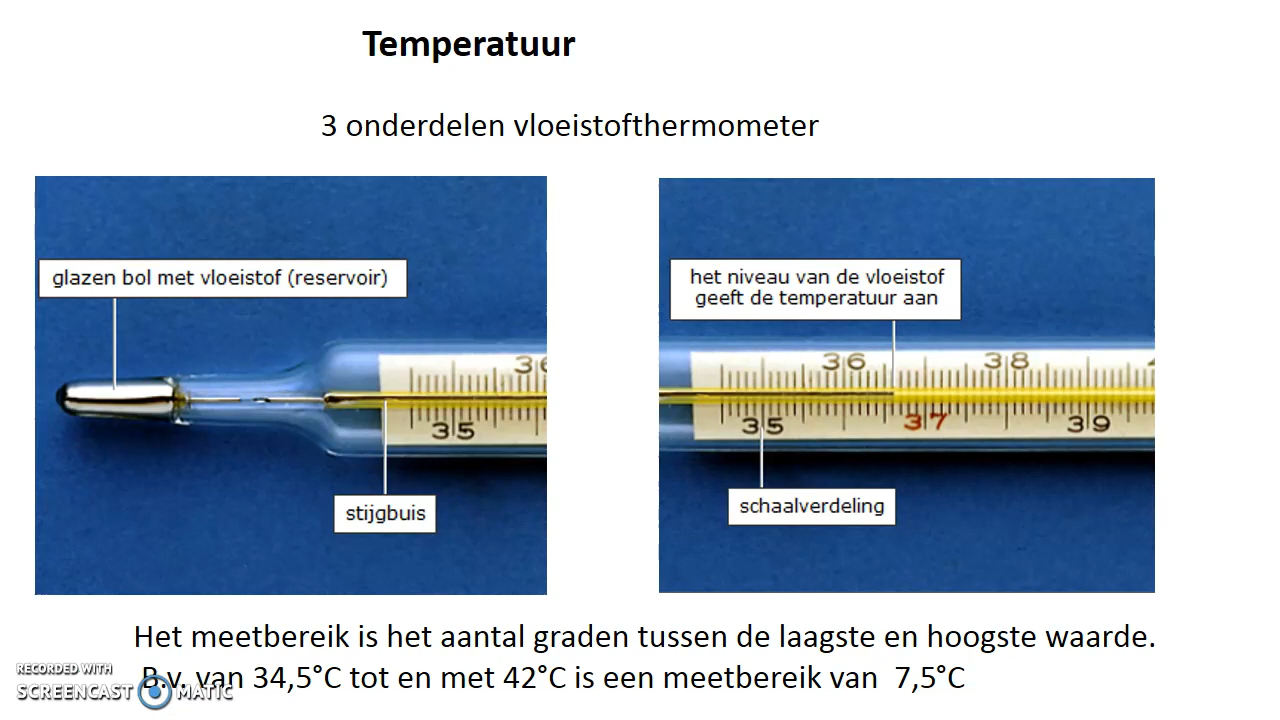 Temperatuur
3 onderdelen vloeistofthermometer
glazen bol met vloeistof (reservoir)
36
35
stijgbuis
het niveau van de vloeistof
geeft de temperatuur aan
36 38
35 37 39
schaalverdeling
Het meetbereik is het aantal graden tussen de laagste en hoogste waarde.
B.v. van 34,5°C tot en met 42°C is een meetbereik van 7,5°C
RECORDED WITH
SCREENCAST MATIC